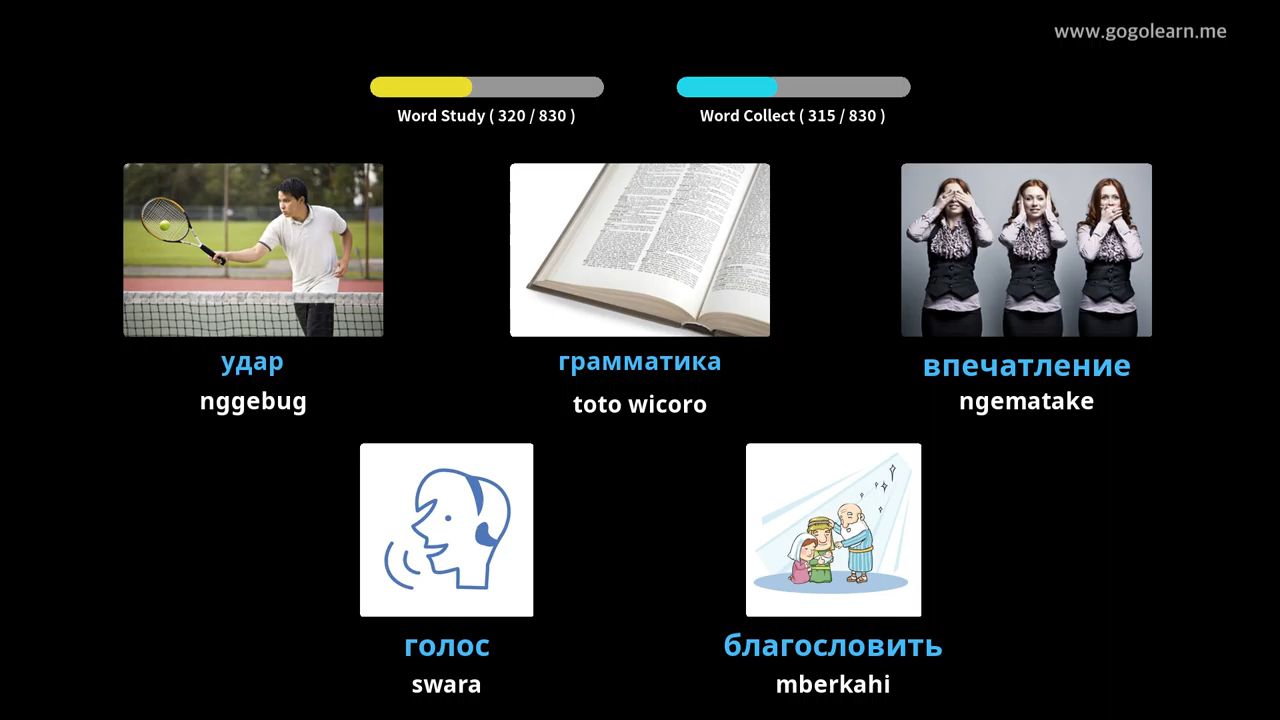 www.gogolearn.me
Word Study ( 320 / 830 )
Word Collect ( 315 / 830 )
удар
nggebug
грамматика
toto wicoro
впечатление
ngematake
голос
swara
благословить
mberkahi